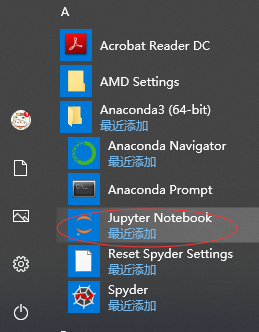 A
Acrobat Reader DC
AMD Settings
Anaconda3 (64-bit)
最近添加
Anaconda Navigator
最近添加
Anaconda Prompt
Jupyter Notebook
最近添加
Reset Spyder Settings
最近添加
Spyder
最近添加